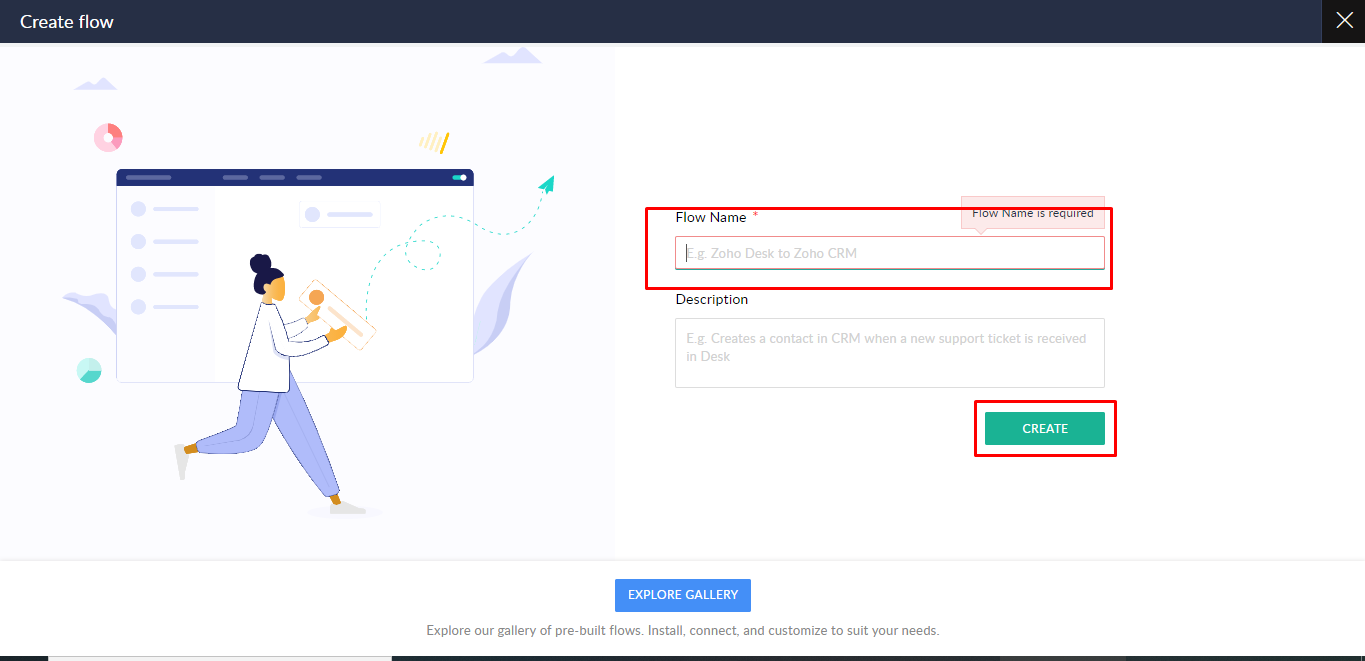 Create flow
Flow Name *
Flow Name is required
E.g. Zoho Desk to Zoho CRM
Description
E.g. Creates a contact in CRM when a new support ticket is received
in Desk
CREATE
EXPLORE GALLERY
Explore our gallery of pre-built flows. Install, connect, and customize to suit your needs.